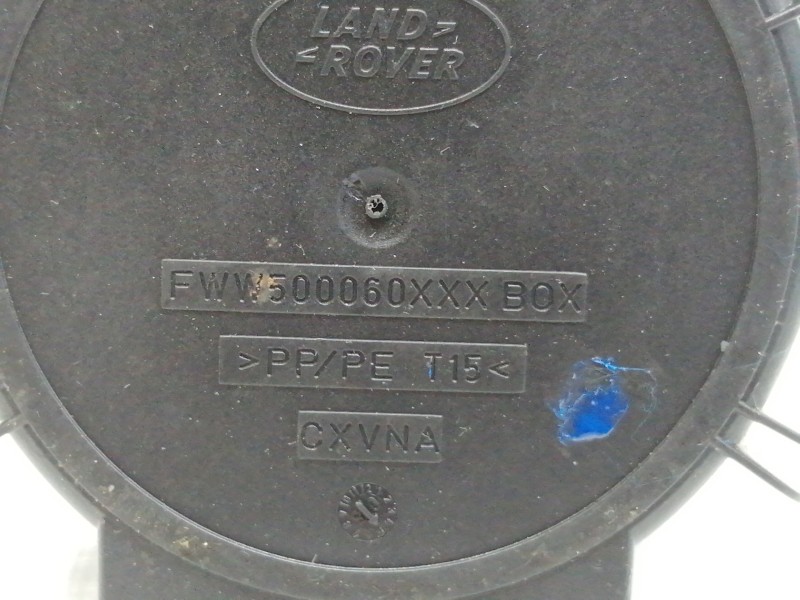 LAND
ROVER
FWW500060XXX BOX
>PP/PE T15<
CXVNA